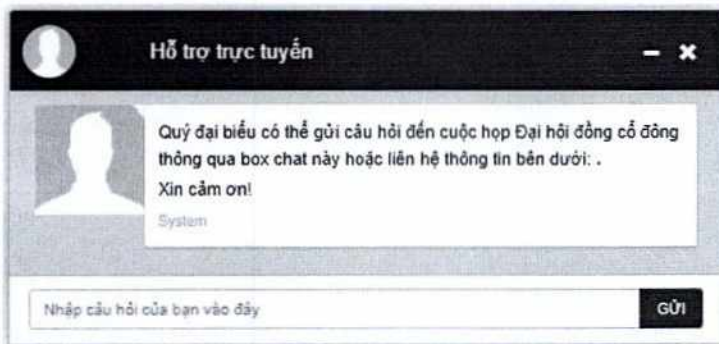 Hỗ trợ trực tuyến
Quý đại biểu có thể gửi câu hỏi đến cuộc họp Đại hội đồng cổ đông
thông qua box chat này hoặc liên hệ thông tin bên dưới: .
Xin cảm ơn!
System
Nhập câu hỏi của bạn vào đây
GỬI